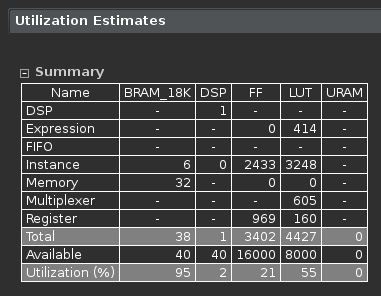 Utilization Estimates
Summary
Name BRAM_18K DSP FF LUT URAM
DSP - 1 - - -
Expression - - 0 414 -
FIFO - - - - -
Instance 6 0 2433 3248 -
Memory 32 - 0 0 -
Multiplexer - - - 605 -
Register - - 969 160 -
Total 38 1 3402 4427 0
Available 40 40 16000 8000 0
Utilization (%) 95 2 21 55 0